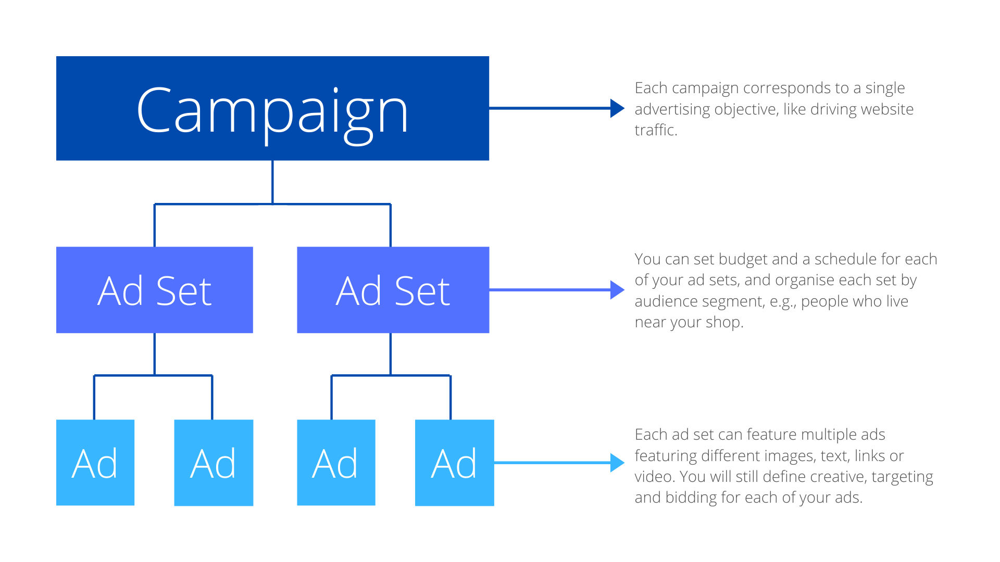 Campaign
Each campaign corresponds to a single
advertising objective, like driving website
traffic.
Ad Set
Ad Set
You can set budget and a schedule for each
of your ad sets, and organise each set by
audience segment, e.g., people who live
near your shop.
Ad
Ad
Ad
Ad
Each ad set can feature multiple ads
featuring different images, text, links or
video. You will still define creative, targeting
and bidding for each of your ads.